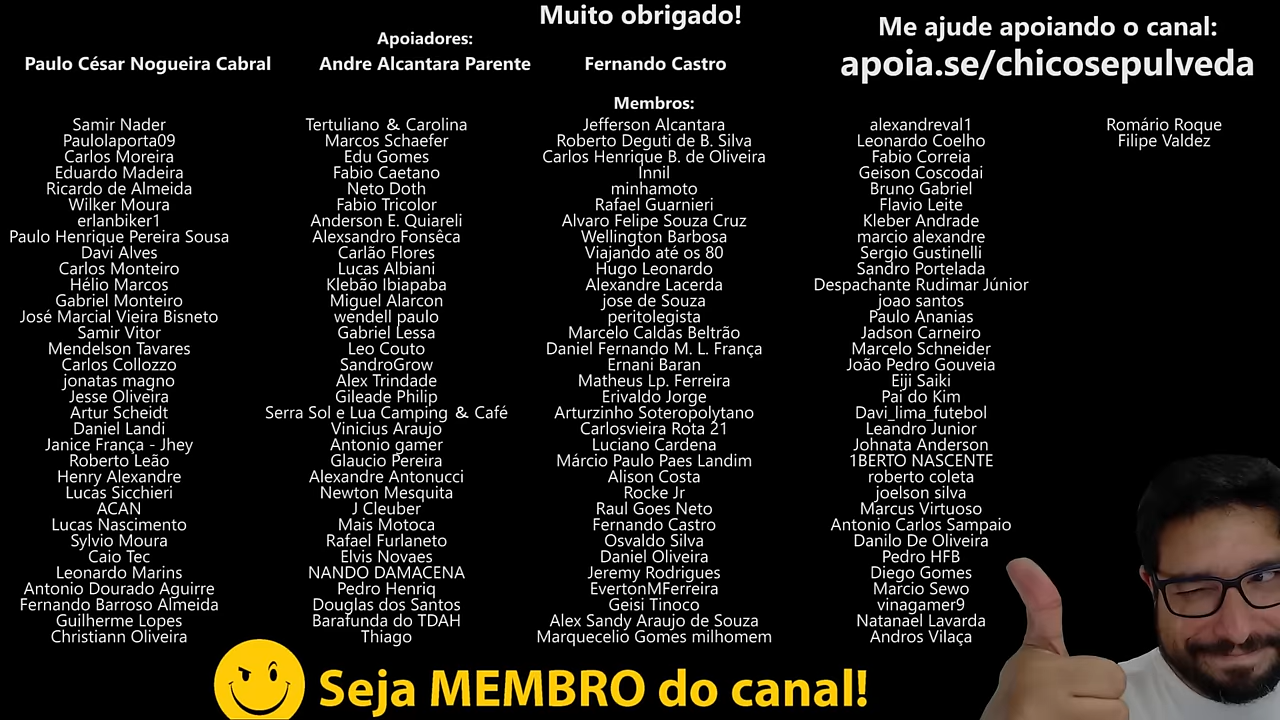 Muito obrigado!
Me ajude apoiando o canal:
apoia.se/chicosepulveda
Apoiadores:
Paulo César Nogueira Cabral
Andre Alcantara Parente
Fernando Castro
Membros:
Samir Nader
Paulolaporta09
Carlos Moreira
Eduardo Madeira
Ricardo de Almeida
Wilker Moura
erlanbiker1
Paulo Henrique Pereira Sousa
Davi Alves
Carlos Monteiro
Hélio Marcos
Gabriel Monteiro
José Marcial Vieira Bisneto
Samir Vitor
Mendelson Tavares
Carlos Collozzo
jonatas magno
Jesse Oliveira
Artur Scheidt
Daniel Landi
Janice França - Jhey
Roberto Leão
Henry Alexandre
Lucas Sicchieri
ACAN
Lucas Nascimento
Sylvio Moura
Caio Tec
Leonardo Marins
Antonio Dourado Aguirre
Fernando Barroso Almeida
Guilherme Lopes
Christiann Oliveira
Tertuliano & Carolina
Marcos Schaefer
Edu Gomes
Fabio Caetano
Neto Doth
Fabio Tricolor
Anderson E. Quiareli
Alexsandro Fonsêca
Carlão Flores
Lucas Albiani
Klebão Ibiapaba
Miguel Alarcon
wendell paulo
Gabriel Lessa
Leo Couto
SandroGrow
Alex Trindade
Gileade Philip
Serra Sol e Lua Camping & Café
Vinicius Araujo
Antonio gamer
Glaucio Pereira
Alexandre Antonucci
Newton Mesquita
J Cleuber
Mais Motoca
Rafael Furlaneto
Elvis Novaes
NANDO DAMACENA
Pedro Henriq
Douglas dos Santos
Barafunda do TDAH
Thiago
Jefferson Alcantara
Roberto Deguti de B. Silva
Carlos Henrique B. de Oliveira
Innil
minhamoto
Rafael Guarnieri
Alvaro Felipe Souza Cruz
Wellington Barbosa
Viajando até os 80
Hugo Leonardo
Alexandre Lacerda
jose de Souza
peritolegista
Marcelo Caldas Beltrão
Daniel Fernando M. L. França
Ernani Baran
Matheus Lp. Ferreira
Erivaldo Jorge
Arturzinho Soteropolytano
Carlosvieira Rota 21
Luciano Cardena
Márcio Paulo Paes Landim
Alison Costa
Rocke Jr
Raul Goes Neto
Fernando Castro
Osvaldo Silva
Daniel Oliveira
Jeremy Rodrigues
EvertonMFerreira
Geisi Tinoco
Alex Sandy Araujo de Souza
Marquecelio Gomes milhomem
alexandreval1
Leonardo Coelho
Fabio Correia
Geison Coscodai
Bruno Gabriel
Flavio Leite
Kleber Andrade
marcio alexandre
Sergio Gustinelli
Sandro Portelada
Despachante Rudimar Júnior
joao santos
Paulo Ananias
Jadson Carneiro
Marcelo Schneider
João Pedro Gouveia
Eiji Saiki
Pai do Kim
Davi_lima_futebol
Leandro Junior
Johnata Anderson
1BERTO NASCENTE
roberto coleta
joelson silva
Marcus Virtuoso
Antonio Carlos Sampaio
Danilo De Oliveira
Pedro HFB
Diego Gomes
Marcio Sewo
vinagamer9
Natanael Lavarda
Andros Vilaça
Romário Roque
Filipe Valdez
Seja MEMBRO do canal!